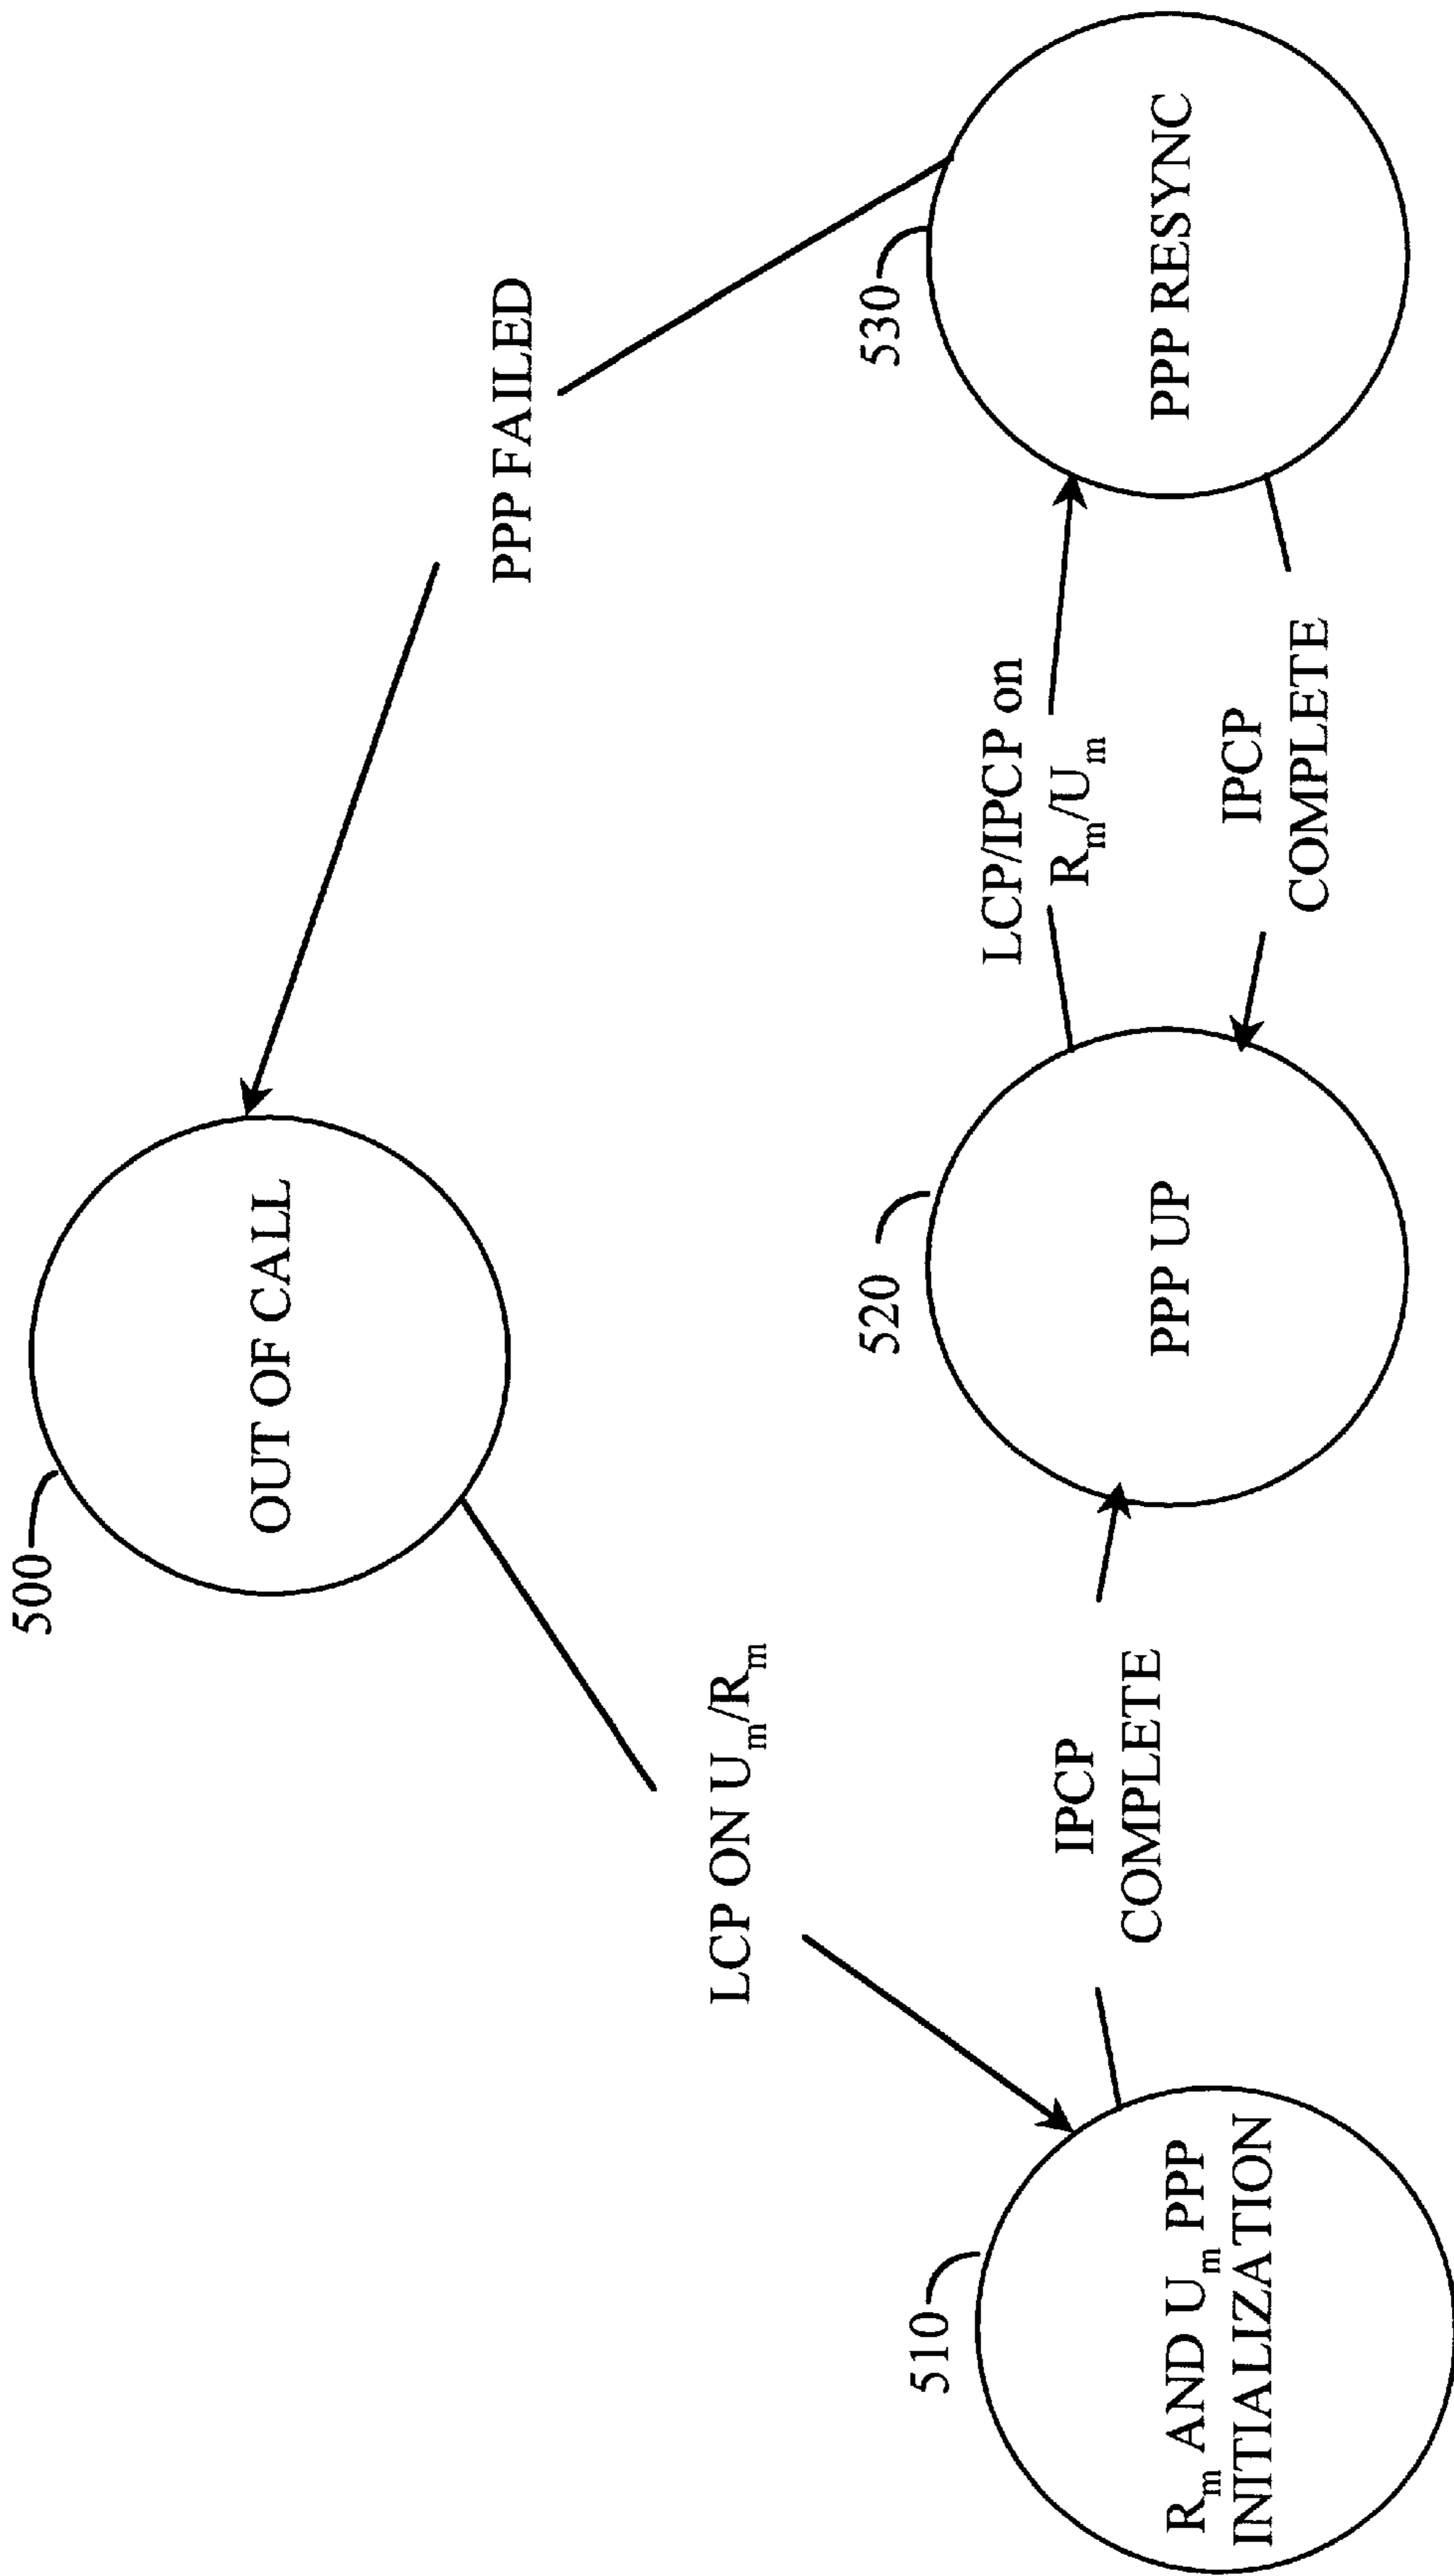 500
OUT OF CALL
PPP FAILED
LCP ON Uₘ/Rₘ
510
Rₘ AND Uₘ PPP
INITIALIZATION
IPCP
COMPLETE
520
PPP UP
LCP/IPCP on
Rₘ/Uₘ
IPCP
COMPLETE
530
PPP RESYNC